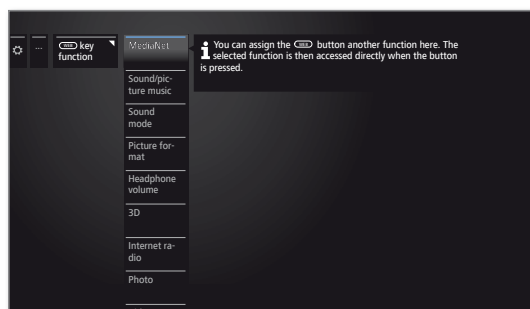 ...
WEB key
function
MediaNet
i You can assign the WEB button another function here. The
selected function is then accessed directly when the button
is pressed.
Sound/pic-
ture music
Sound
mode
Picture for-
mat
Headphone
volume
3D
Internet ra-
dio
Photo